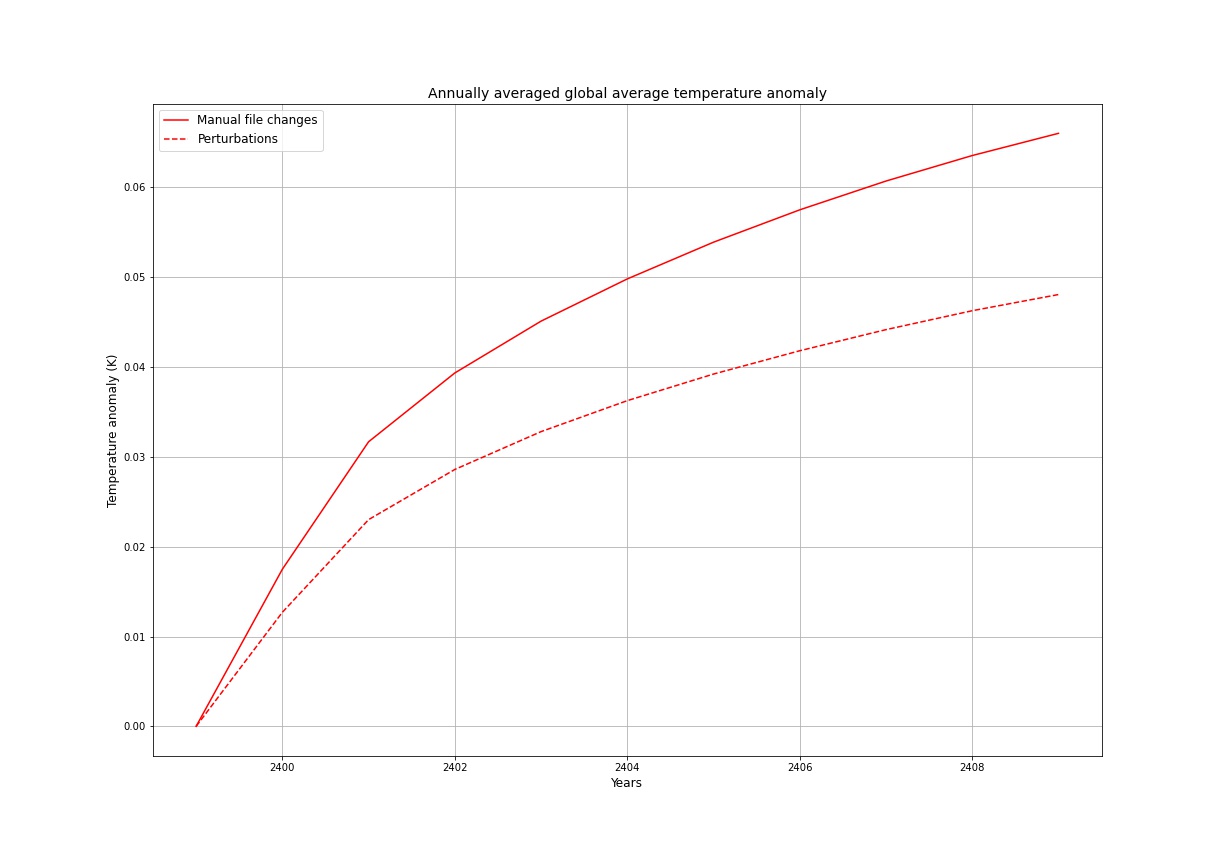 Annually averaged global average temperature anomaly
Manual file changes
Perturbations
0.06
0.05
0.04
0.03
0.02
0.01
0.00
Temperature anomaly (K)
2400
2402
2404
2406
2408
Years